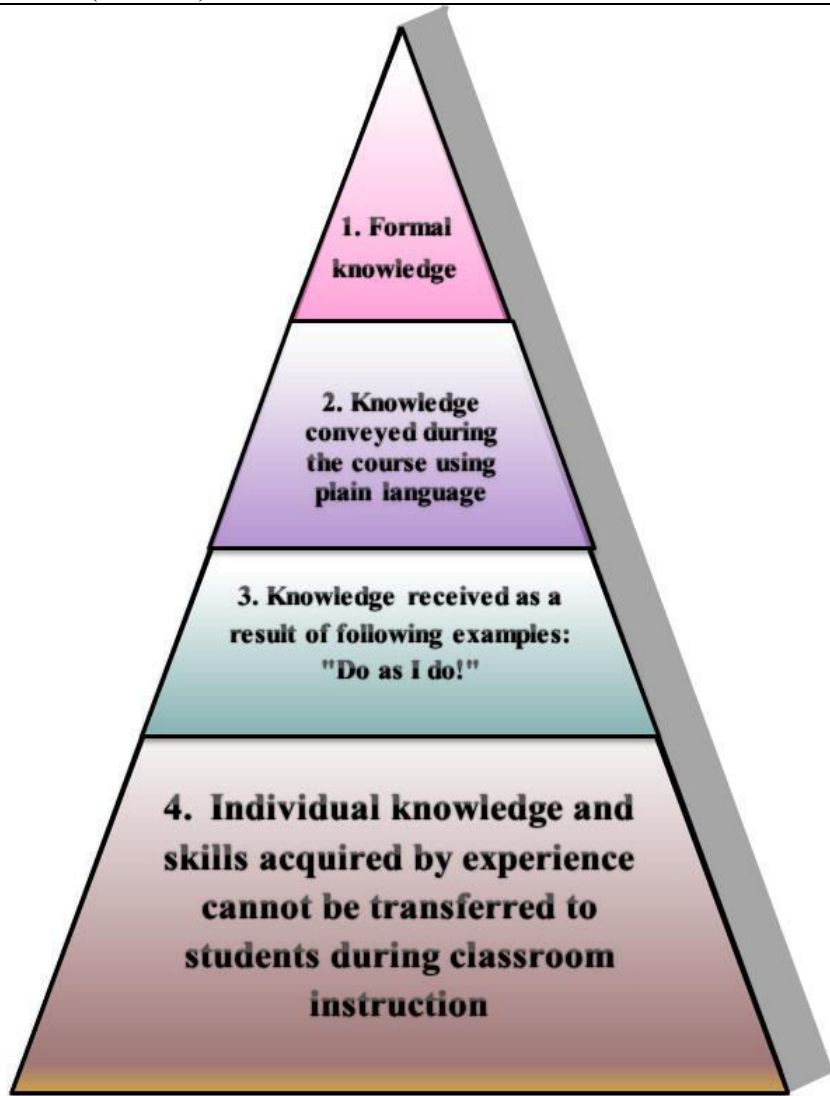 1. Formal
knowledge
2. Knowledge
conveyed during
the course using
plain language
3. Knowledge received as a
result of following examples:
"Do as I do!"
4. Individual knowledge and
skills acquired by experience
cannot be transferred to
students during classroom
instruction